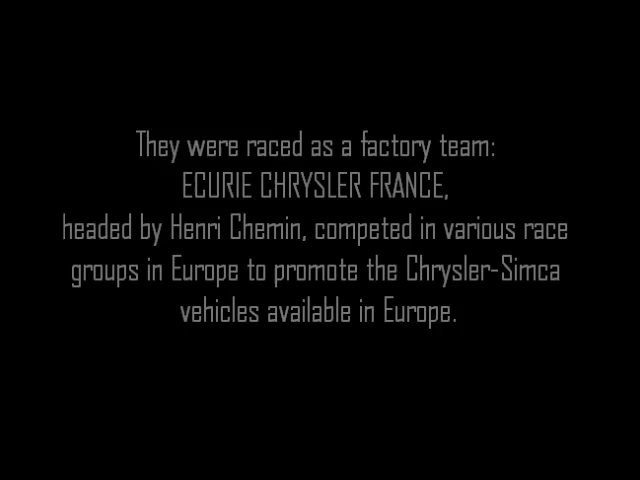 They were raced as a factory team:
ECURIE CHRYSLER FRANCE,
headed by Henri Chemin, competed in various race
groups in Europe to promote the Chrysler-Simca
vehicles available in Europe.